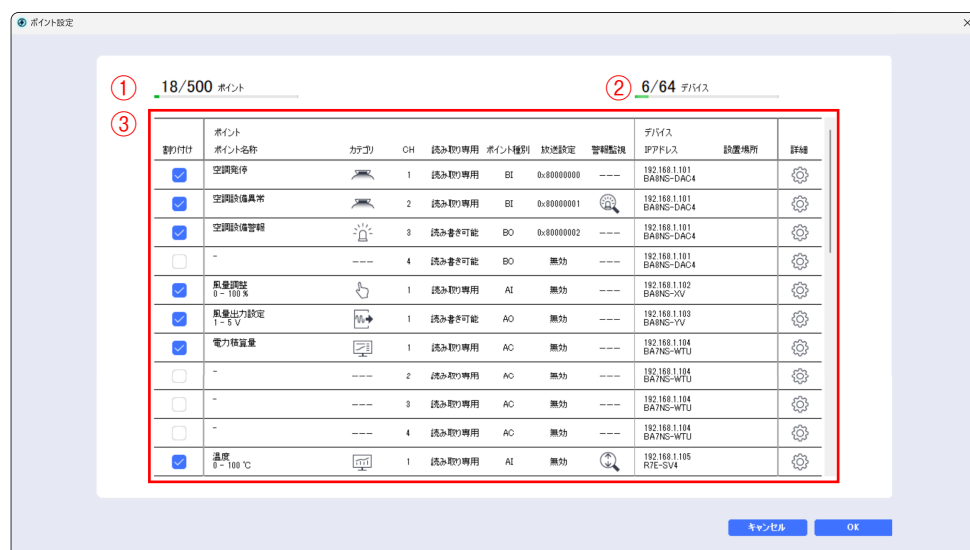 ポイント設定
① 18/500 ポイント ② 6/64 デバイス
③
ポイント デバイス
割り付け ポイント名称 カテゴリ CH 読み取り専用 ポイント種別 放送設定 警報監視 IPアドレス 設置場所 詳細
空調発停 1 読み取り専用 BI 0x80000000 --- 192.168.1.101
BA8NS-DAC4
空調設備異常 2 読み取り専用 BI 0x80000001 192.168.1.101
BA8NS-DAC4
空調設備警報 3 読み書き可能 BO 0x80000002 --- 192.168.1.101
BA8NS-DAC4
- --- 4 読み書き可能 BO 無効 --- 192.168.1.101
BA8NS-DAC4
風量調整 1 読み取り専用 AI 無効 --- 192.168.1.102
0 - 100 % BA8NS-XV
風量出力設定 1 読み書き可能 AO 無効 --- 192.168.1.103
1 - 5 V BA8NS-YV
電力積算量 1 読み取り専用 AC 無効 --- 192.168.1.104
BA7NS-WTU
- --- 2 読み取り専用 AC 無効 --- 192.168.1.104
BA7NS-WTU
- --- 3 読み取り専用 AC 無効 --- 192.168.1.104
BA7NS-WTU
- --- 4 読み取り専用 AC 無効 --- 192.168.1.104
BA7NS-WTU
温度 1 読み取り専用 AI 無効 192.168.1.105
0 - 100 ℃ R7E-SV4
キャンセル OK